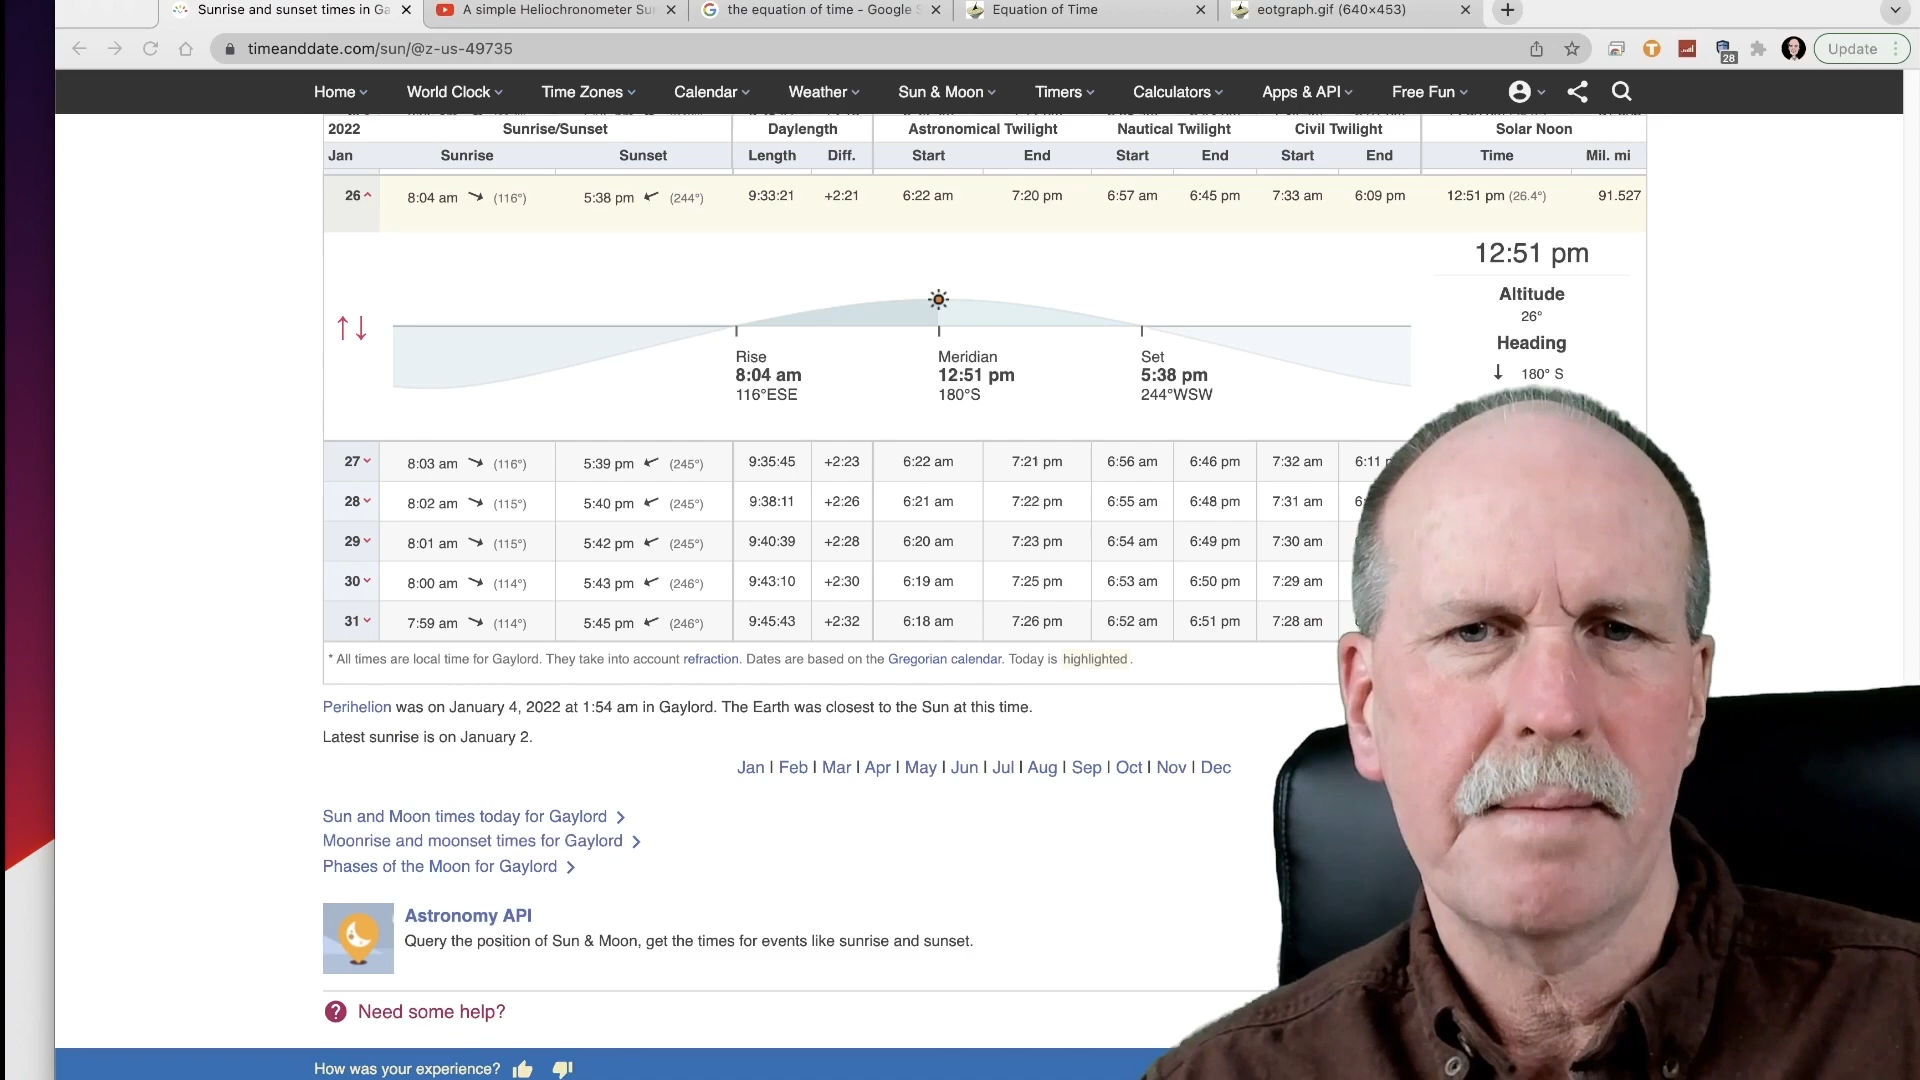 Sunrise and sunset times in Ga
A simple Heliochronometer Su
the equation of time - Google S
Equation of Time
eotgraph.gif (640×453)
timeanddate.com/sun/@z-us-49735
28
Update
Home World Clock Time Zones Calendar Weather Sun & Moon Timers Calculators Apps & API Free Fun
2022 Sunrise/Sunset Daylength Astronomical Twilight Nautical Twilight Civil Twilight Solar Noon
Jan Sunrise Sunset Length Diff. Start End Start End Start End Time Mil. mi
26 8:04 am (116°) 5:38 pm (244°) 9:33:21 +2:21 6:22 am 7:20 pm 6:57 am 6:45 pm 7:33 am 6:09 pm 12:51 pm (26.4°) 91.527
12:51 pm
Altitude
26°
Heading
↓ 180° S
↑↓
Rise
8:04 am
116°ESE
Meridian
12:51 pm
180°S
Set
5:38 pm
244°WSW
27 8:03 am (116°) 5:39 pm (245°) 9:35:45 +2:23 6:22 am 7:21 pm 6:56 am 6:46 pm 7:32 am 6:11
28 8:02 am (115°) 5:40 pm (245°) 9:38:11 +2:26 6:21 am 7:22 pm 6:55 am 6:48 pm 7:31 am
29 8:01 am (115°) 5:42 pm (245°) 9:40:39 +2:28 6:20 am 7:23 pm 6:54 am 6:49 pm 7:30 am
30 8:00 am (114°) 5:43 pm (246°) 9:43:10 +2:30 6:19 am 7:25 pm 6:53 am 6:50 pm 7:29 am
31 7:59 am (114°) 5:45 pm (246°) 9:45:43 +2:32 6:18 am 7:26 pm 6:52 am 6:51 pm 7:28 am
* All times are local time for Gaylord. They take into account refraction. Dates are based on the Gregorian calendar. Today is highlighted.
Perihelion was on January 4, 2022 at 1:54 am in Gaylord. The Earth was closest to the Sun at this time.
Latest sunrise is on January 2.
Jan | Feb | Mar | Apr | May | Jun | Jul | Aug | Sep | Oct | Nov | Dec
Sun and Moon times today for Gaylord
Moonrise and moonset times for Gaylord
Phases of the Moon for Gaylord
Astronomy API
Query the position of Sun & Moon, get the times for events like sunrise and sunset.
? Need some help?
How was your experience?